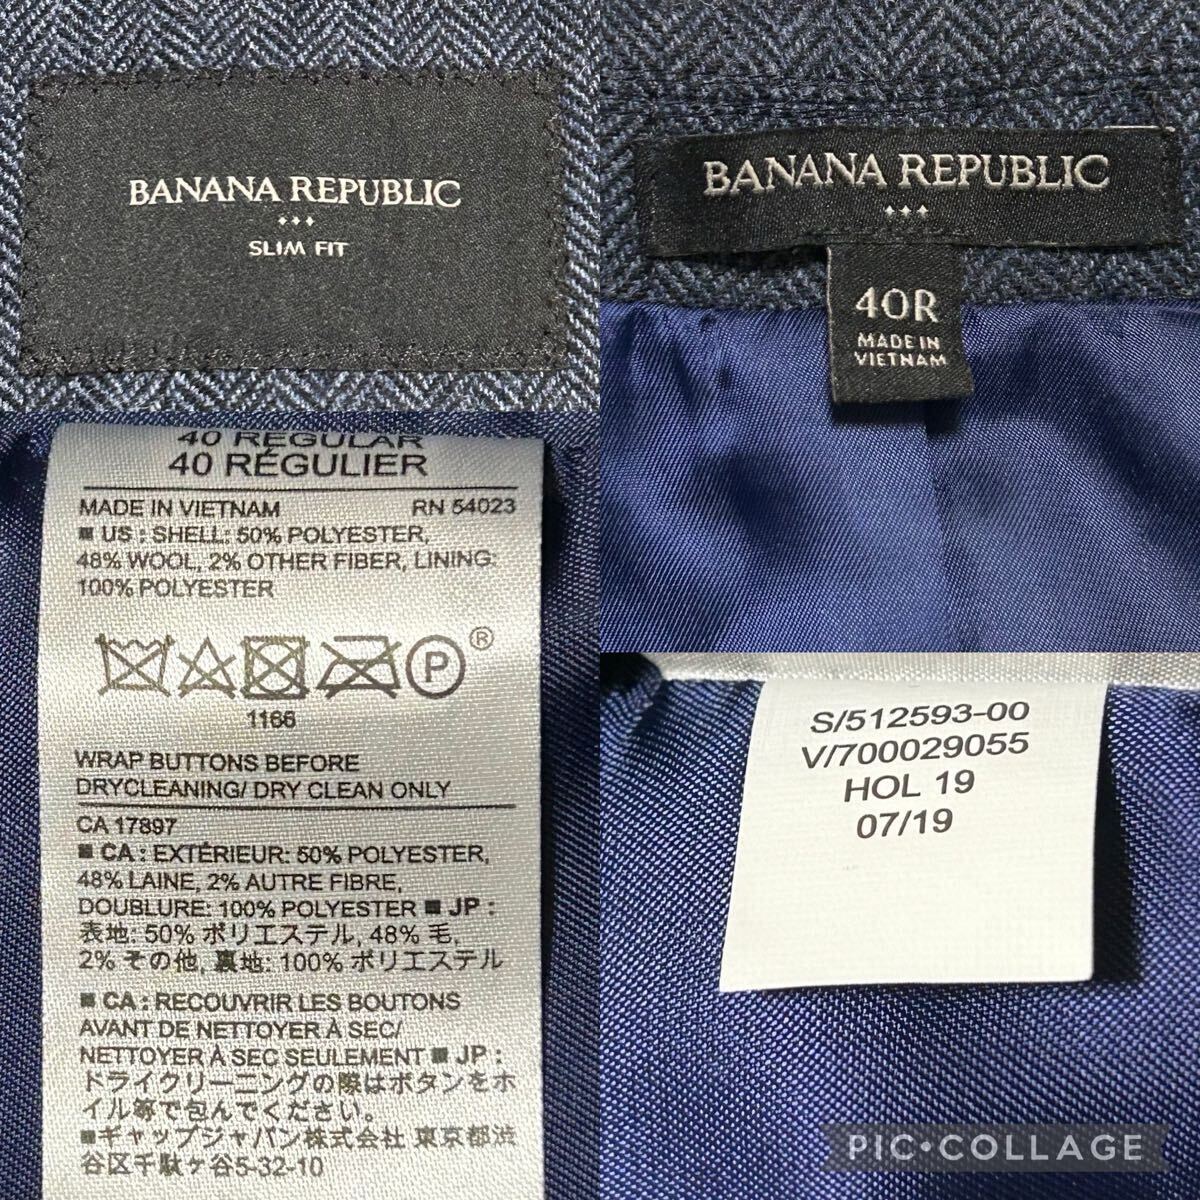 BANANA REPUBLIC
SLIM FIT
BANANA REPUBLIC
40R
MADE IN
VIETNAM
40 REGULAR
40 RÉGULIER
MADE IN VIETNAM RN 54023
■ US : SHELL: 50% POLYESTER,
48% WOOL, 2% OTHER FIBER, LINING:
100% POLYESTER
P ®
1166
WRAP BUTTONS BEFORE
DRYCLEANING/ DRY CLEAN ONLY
CA 17897
■ CA : EXTÉRIEUR: 50% POLYESTER,
48% LAINE, 2% AUTRE FIBRE,
DOUBLURE: 100% POLYESTER ■ JP :
表地: 50% ポリエステル, 48% 毛,
2% その他, 裏地: 100% ポリエステル
■ CA : RECOUVRIR LES BOUTONS
AVANT DE NETTOYER À SEC/
NETTOYER À SEC SEULEMENT ■ JP :
ドライクリーニングの際はボタンをホ
イル等で包んでください。
■ギャップジャパン株式会社 東京都渋
谷区千駄ヶ谷5-32-10
S/512593-00
V/700029055
HOL 19
07/19
PIC•COLLAGE